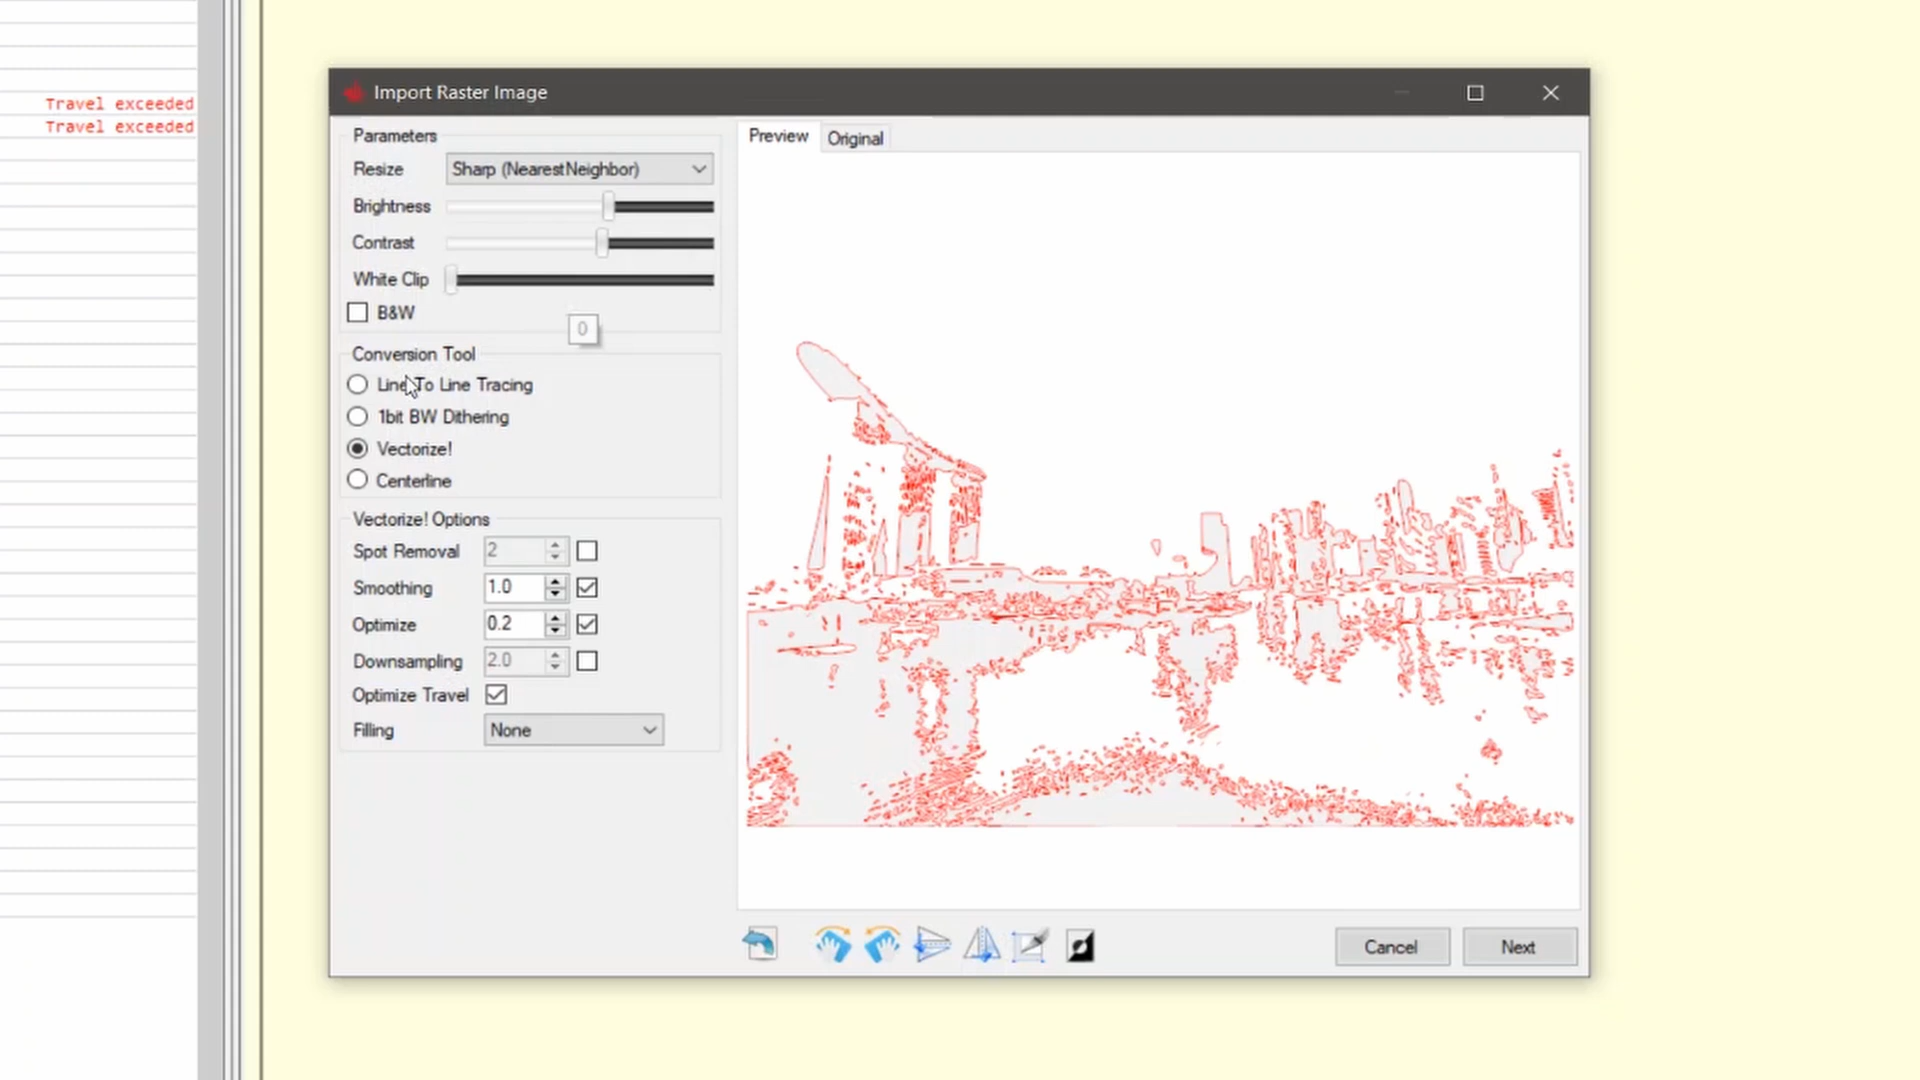 Travel exceeded
Travel exceeded
Import Raster Image
Parameters
Resize
Sharp (NearestNeighbor)
Brightness
Contrast
White Clip
B&W
0
Conversion Tool
Line To Line Tracing
1bit BW Dithering
Vectorize!
Centerline
Vectorize! Options
Spot Removal 2
Smoothing 1.0
Optimize 0.2
Downsampling 2.0
Optimize Travel
Filling None
Preview Original
Cancel Next